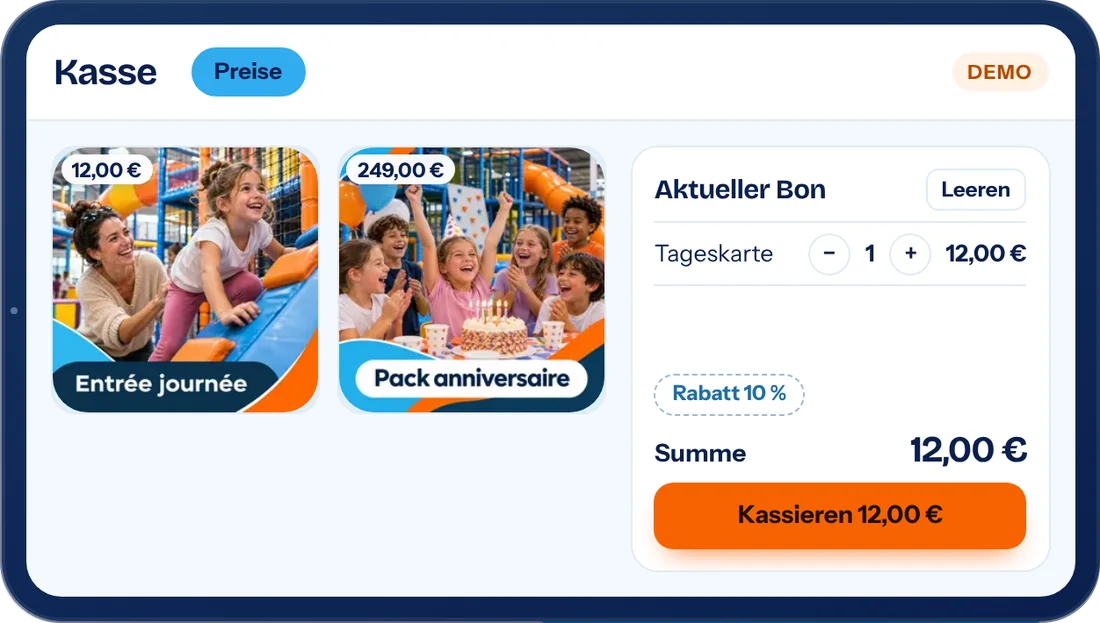 Kasse
Preise
DEMO
12,00 €
Entrée journée
249,00 €
Pack anniversaire
Aktueller Bon
Leeren
Tageskarte − 1 + 12,00 €
Rabatt 10 %
Summe 12,00 €
Kassieren 12,00 €